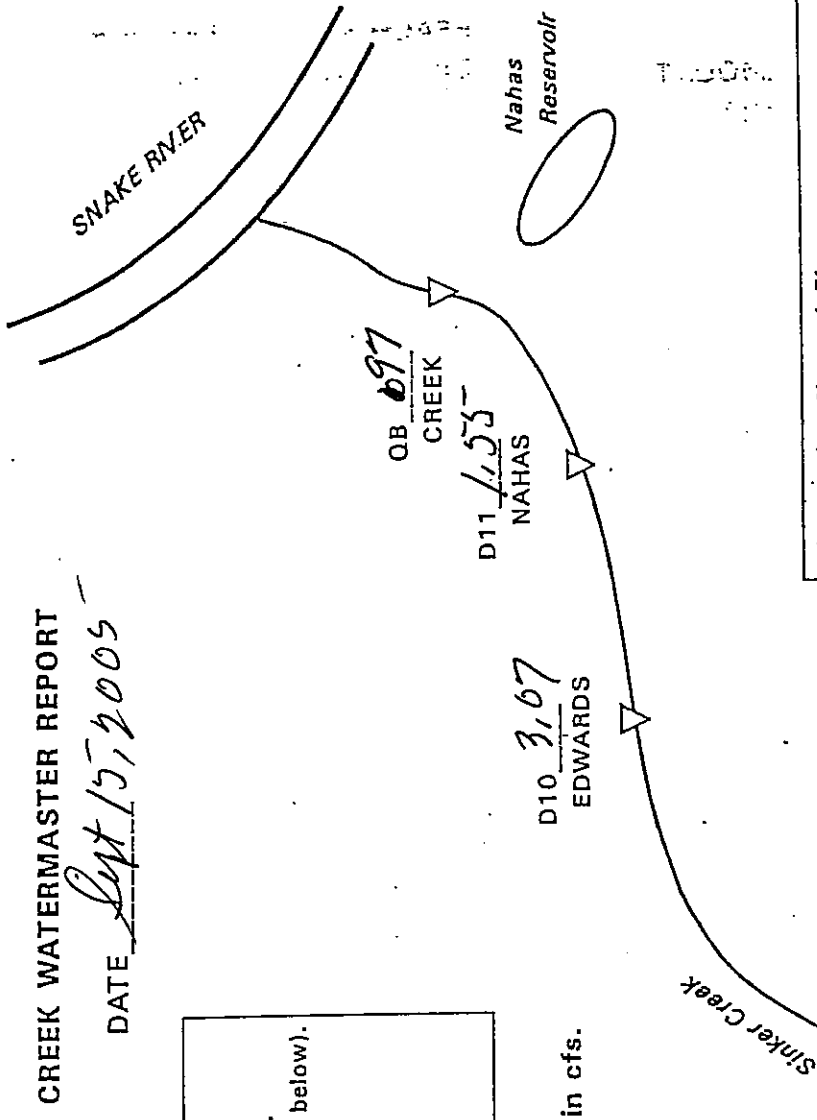 CREEK WATERMASTER REPORT
DATE Sept 15, 2005
below).
in cfs.
SNAKE RIVER
Nahas
Reservoir
QB 697
CREEK
D11 1.55
NAHAS
D10 3.67
EDWARDS
Sinker Creek